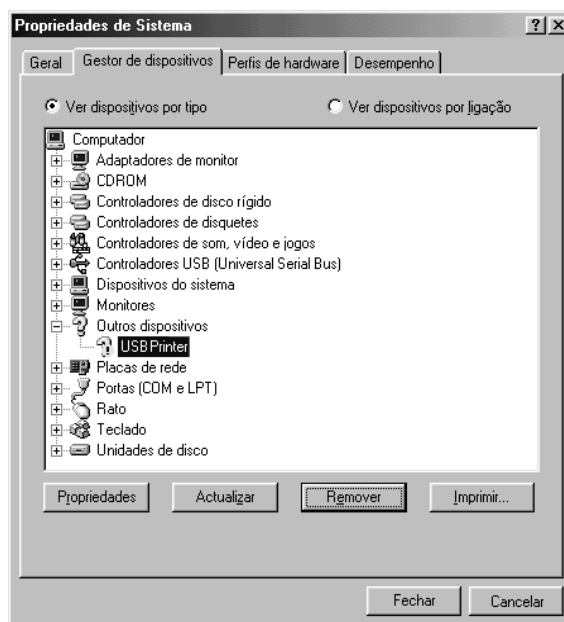 Propriedades de Sistema
Geral Gestor de dispositivos Perfis de hardware Desempenho
Ver dispositivos por tipo Ver dispositivos por ligação
Computador
Adaptadores de monitor
CDROM
Controladores de disco rígido
Controladores de disquetes
Controladores de som, vídeo e jogos
Controladores USB (Universal Serial Bus)
Dispositivos do sistema
Monitores
Outros dispositivos
USB Printer
Placas de rede
Portas (COM e LPT)
Rato
Teclado
Unidades de disco
Propriedades Actualizar Remover Imprimir...
Fechar Cancelar